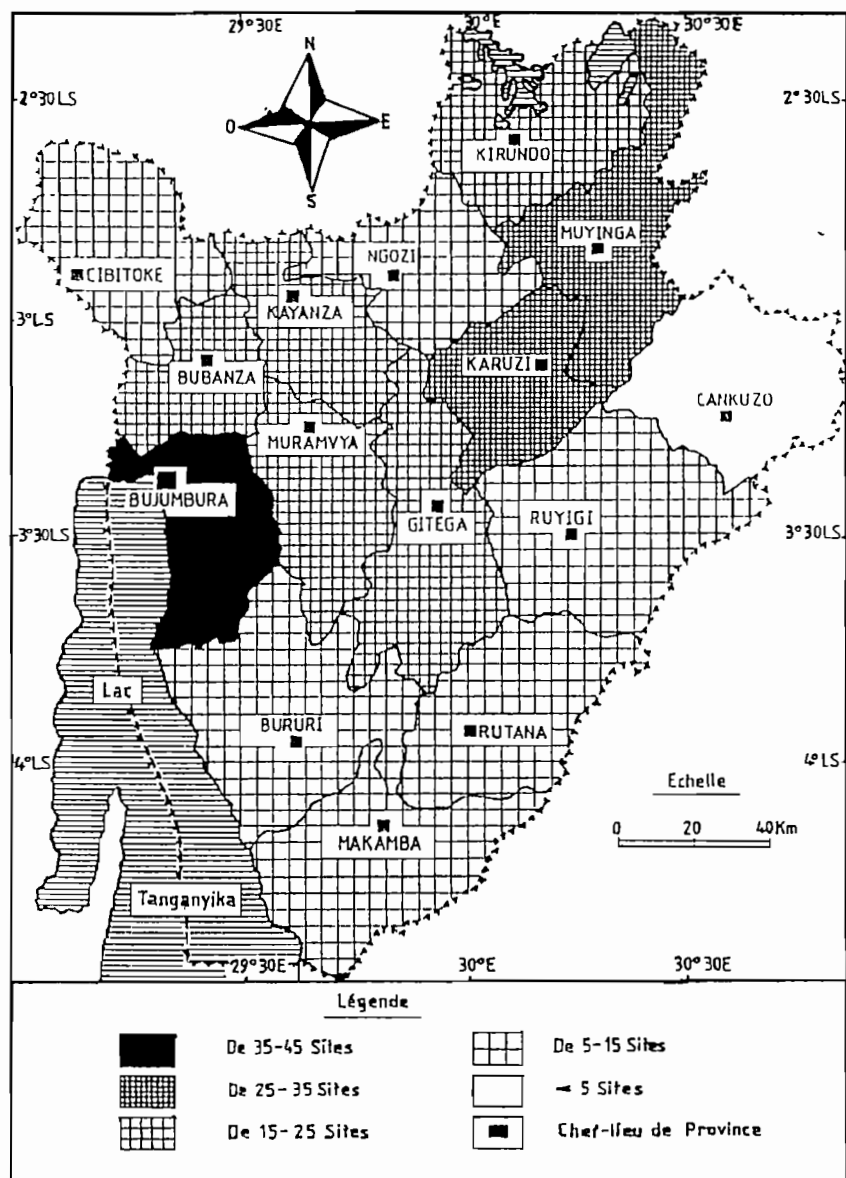 29°30E 30°E 30°30E
N
2°30LS 2°30LS
O E
S
KIRUNDO
MUYINGA
NGOZI
CIBITOKE
KAYANZA
3°LS 3°LS
BUBANZA
KARUZI
CANKUZO
MURAMVYA
BUJUMBURA
GITEGA
RUYIGI
3°30LS 3°30LS
Lac
BURURI
RUTANA
4°LS 4°LS
Echelle
MAKAMBA
0 20 40Km
Tanganyika
29°30E 30°E 30°30E
Légende
De 35-45 Sites
De 5-15 Sites
De 25-35 Sites
< 5 Sites
De 15-25 Sites
Chef-lieu de Province